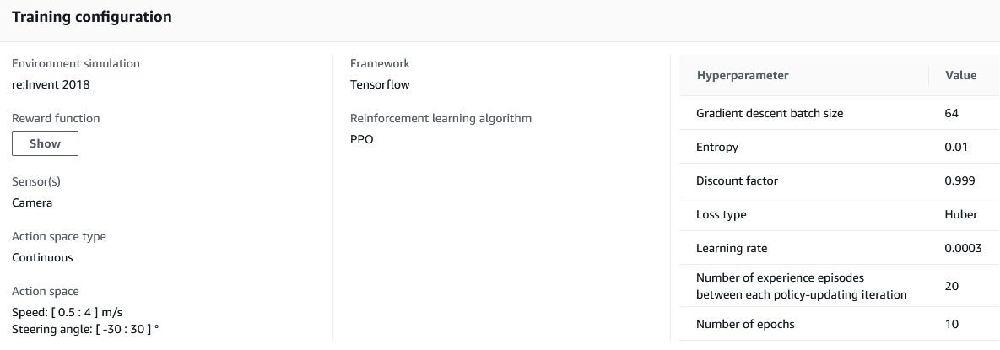 Training configuration
Environment simulation
re:Invent 2018
Reward function
Show
Sensor(s)
Camera
Action space type
Continuous
Action space
Speed: [ 0.5 : 4 ] m/s
Steering angle: [ -30 : 30 ] °
Framework
Tensorflow
Reinforcement learning algorithm
PPO
Hyperparameter Value
Gradient descent batch size 64
Entropy 0.01
Discount factor 0.999
Loss type Huber
Learning rate 0.0003
Number of experience episodes
between each policy-updating iteration 20
Number of epochs 10